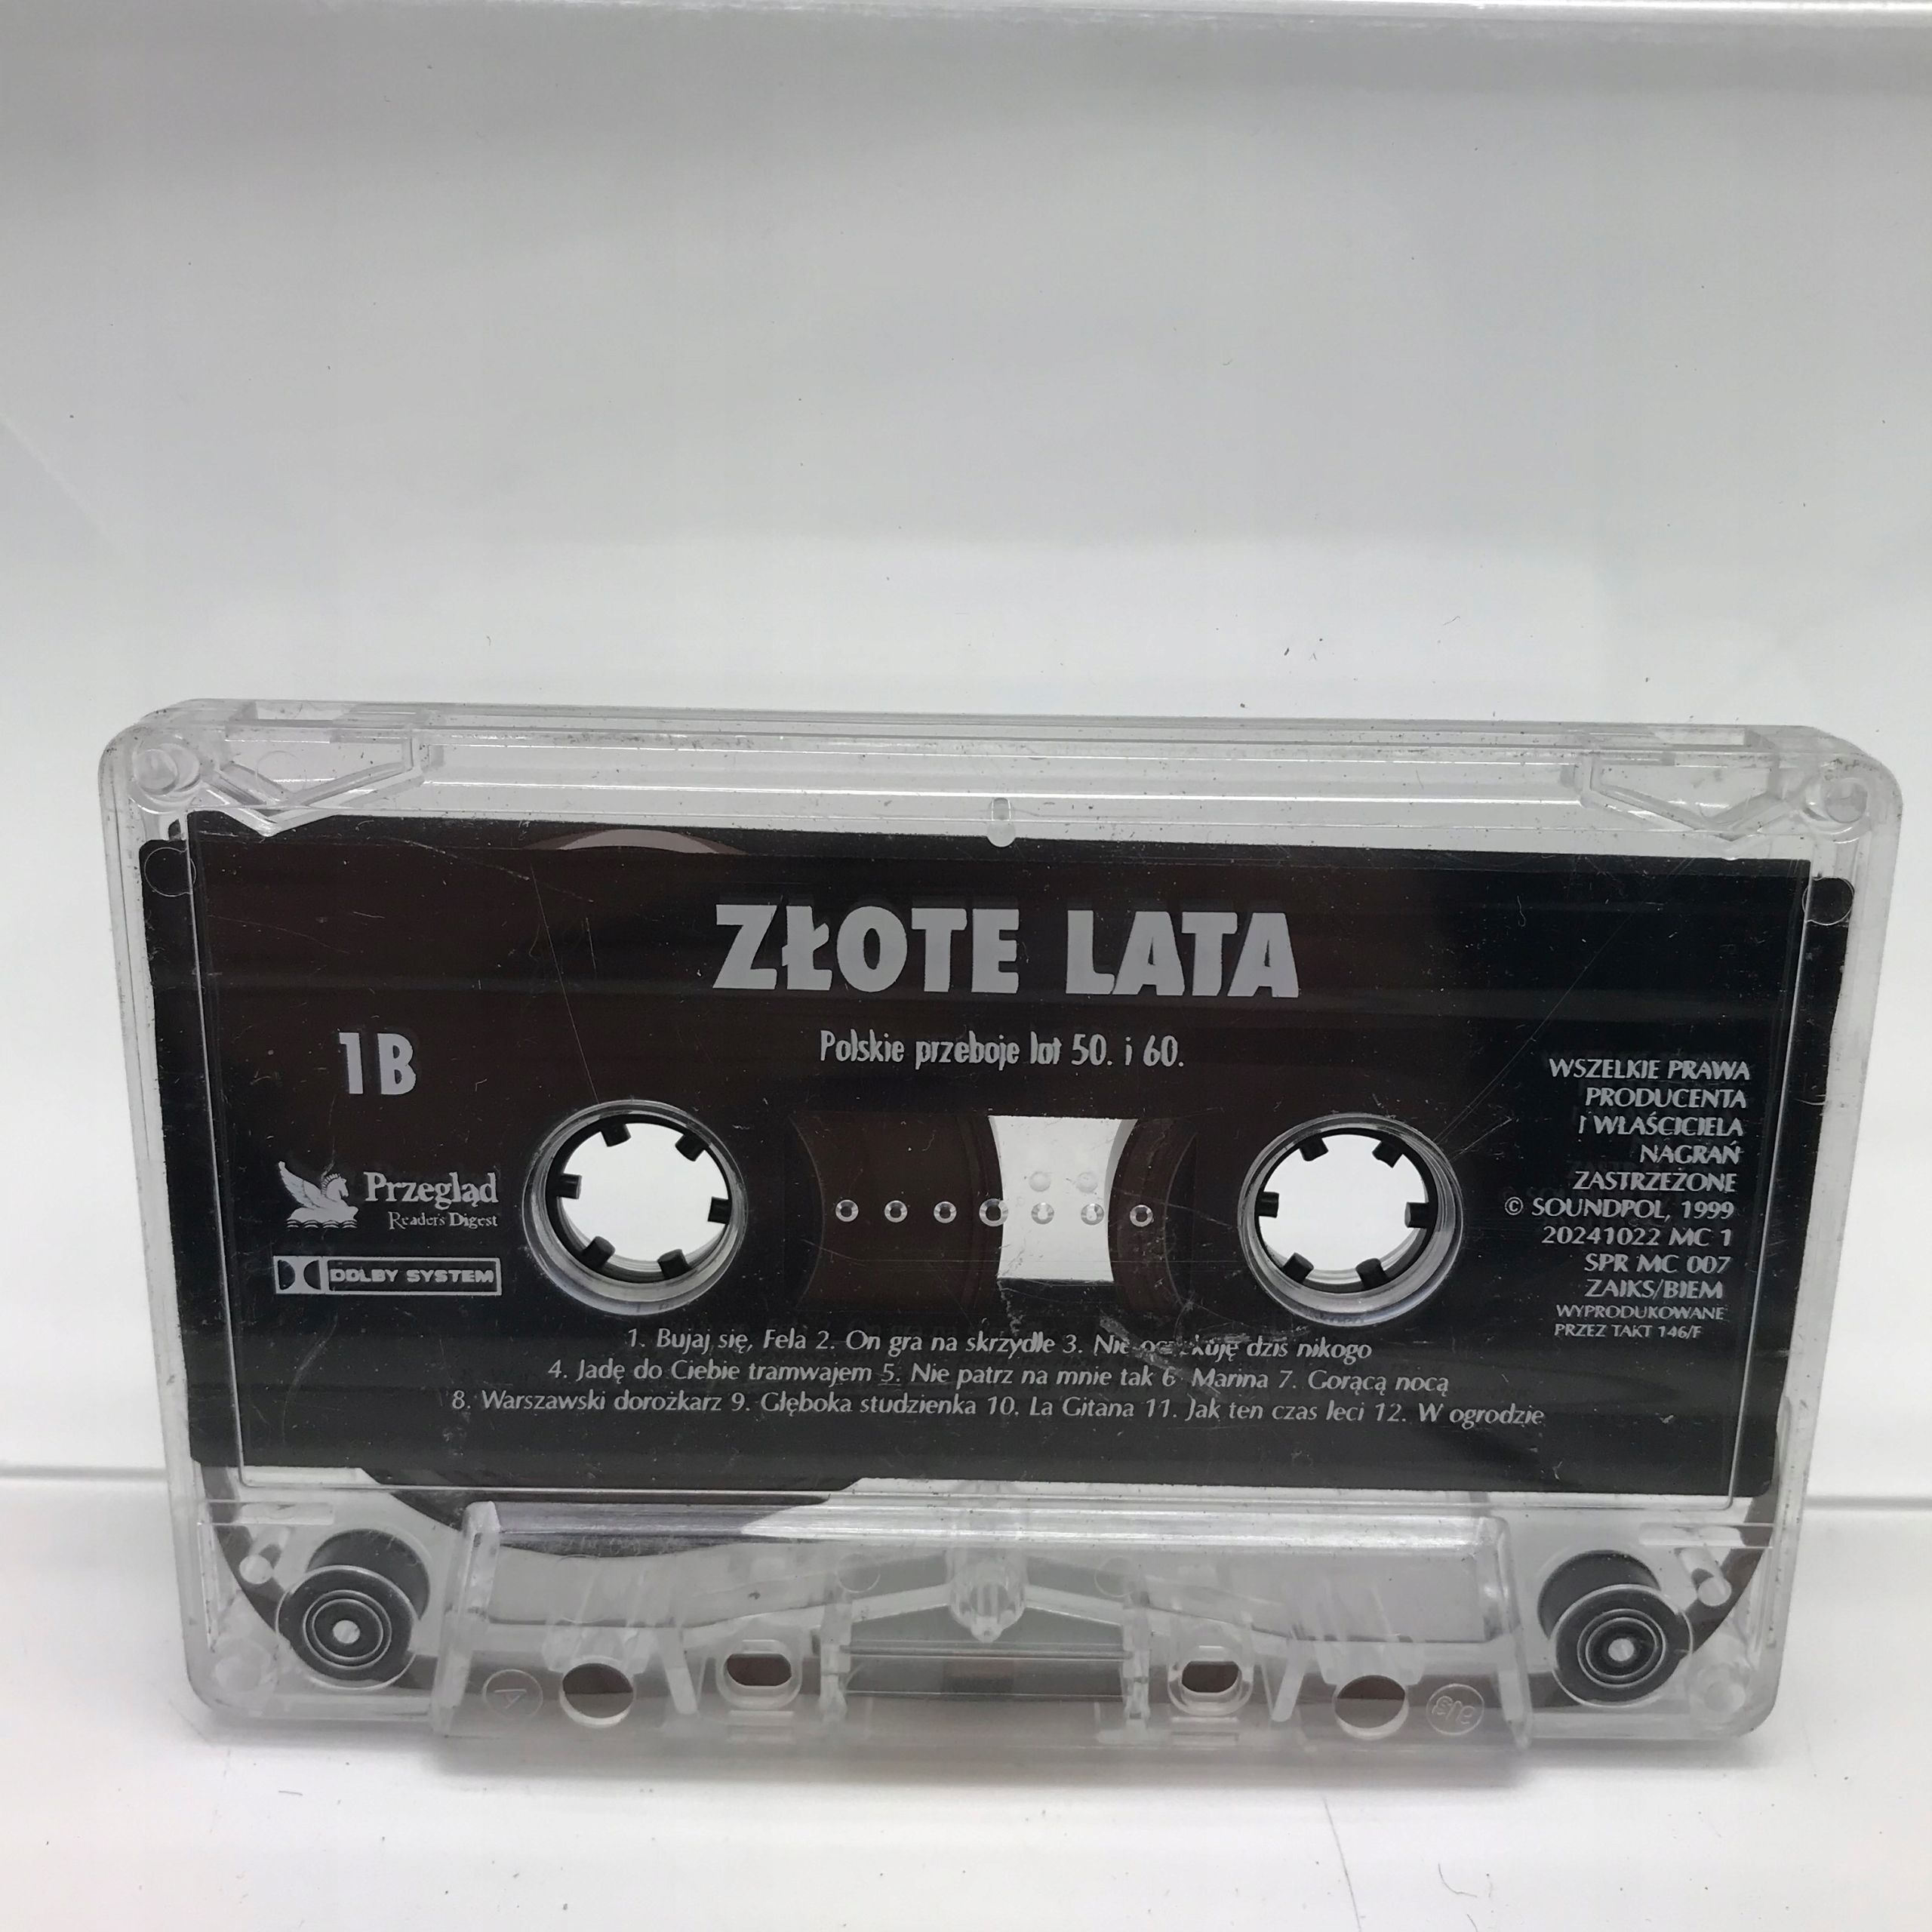 ZŁOTE LATA
Polskie przeboje lat 50. i 60.
1B
Przegląd
Reader's Digest
DOLBY SYSTEM
WSZELKIE PRAWA
PRODUCENTA
I WŁAŚCICIELA
NAGRAŃ
ZASTRZEŻONE
© SOUNDPOL, 1999
20241022 MC 1
SPR MC 007
ZAIKS/BIEM
WYPRODUKOWANE
PRZEZ TAKT 146/F
1. Bujaj się, Fela 2. On gra na skrzydle 3. Nie dziś nikogo
4. Jadę do Ciebie tramwajem 5. Nie patrz na mnie tak 6 Marina 7. Gorącą nocą
8. Warszawski dorożkarz 9. Głęboka studzienka 10. La Gitana 11. Jak ten czas leci 12. W ogrodzie